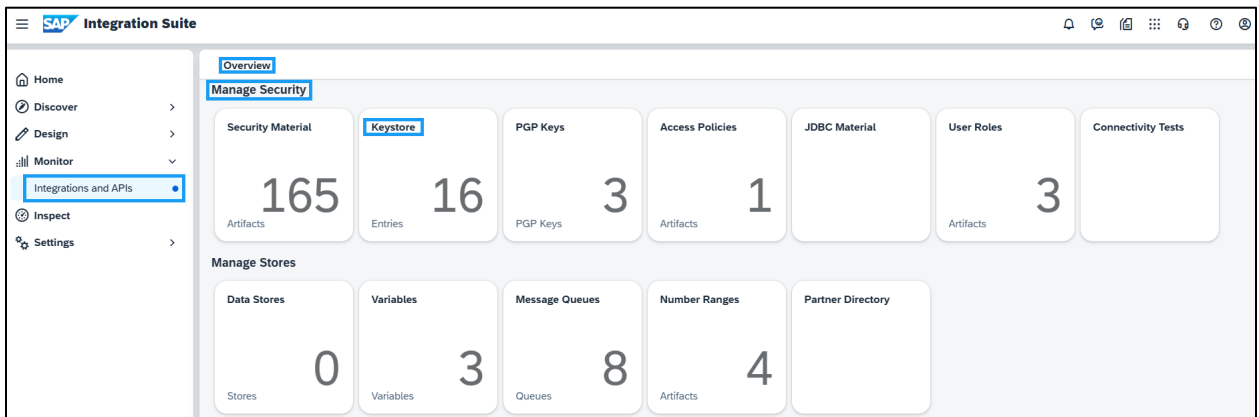 SAP Integration Suite
Home
Discover
Design
Monitor
Integrations and APIs
Inspect
Settings
Overview
Manage Security
Security Material
165
Artifacts
Keystore
16
Entries
PGP Keys
3
PGP Keys
Access Policies
1
Artifacts
JDBC Material
User Roles
3
Artifacts
Connectivity Tests
Manage Stores
Data Stores
0
Stores
Variables
3
Variables
Message Queues
8
Queues
Number Ranges
4
Artifacts
Partner Directory